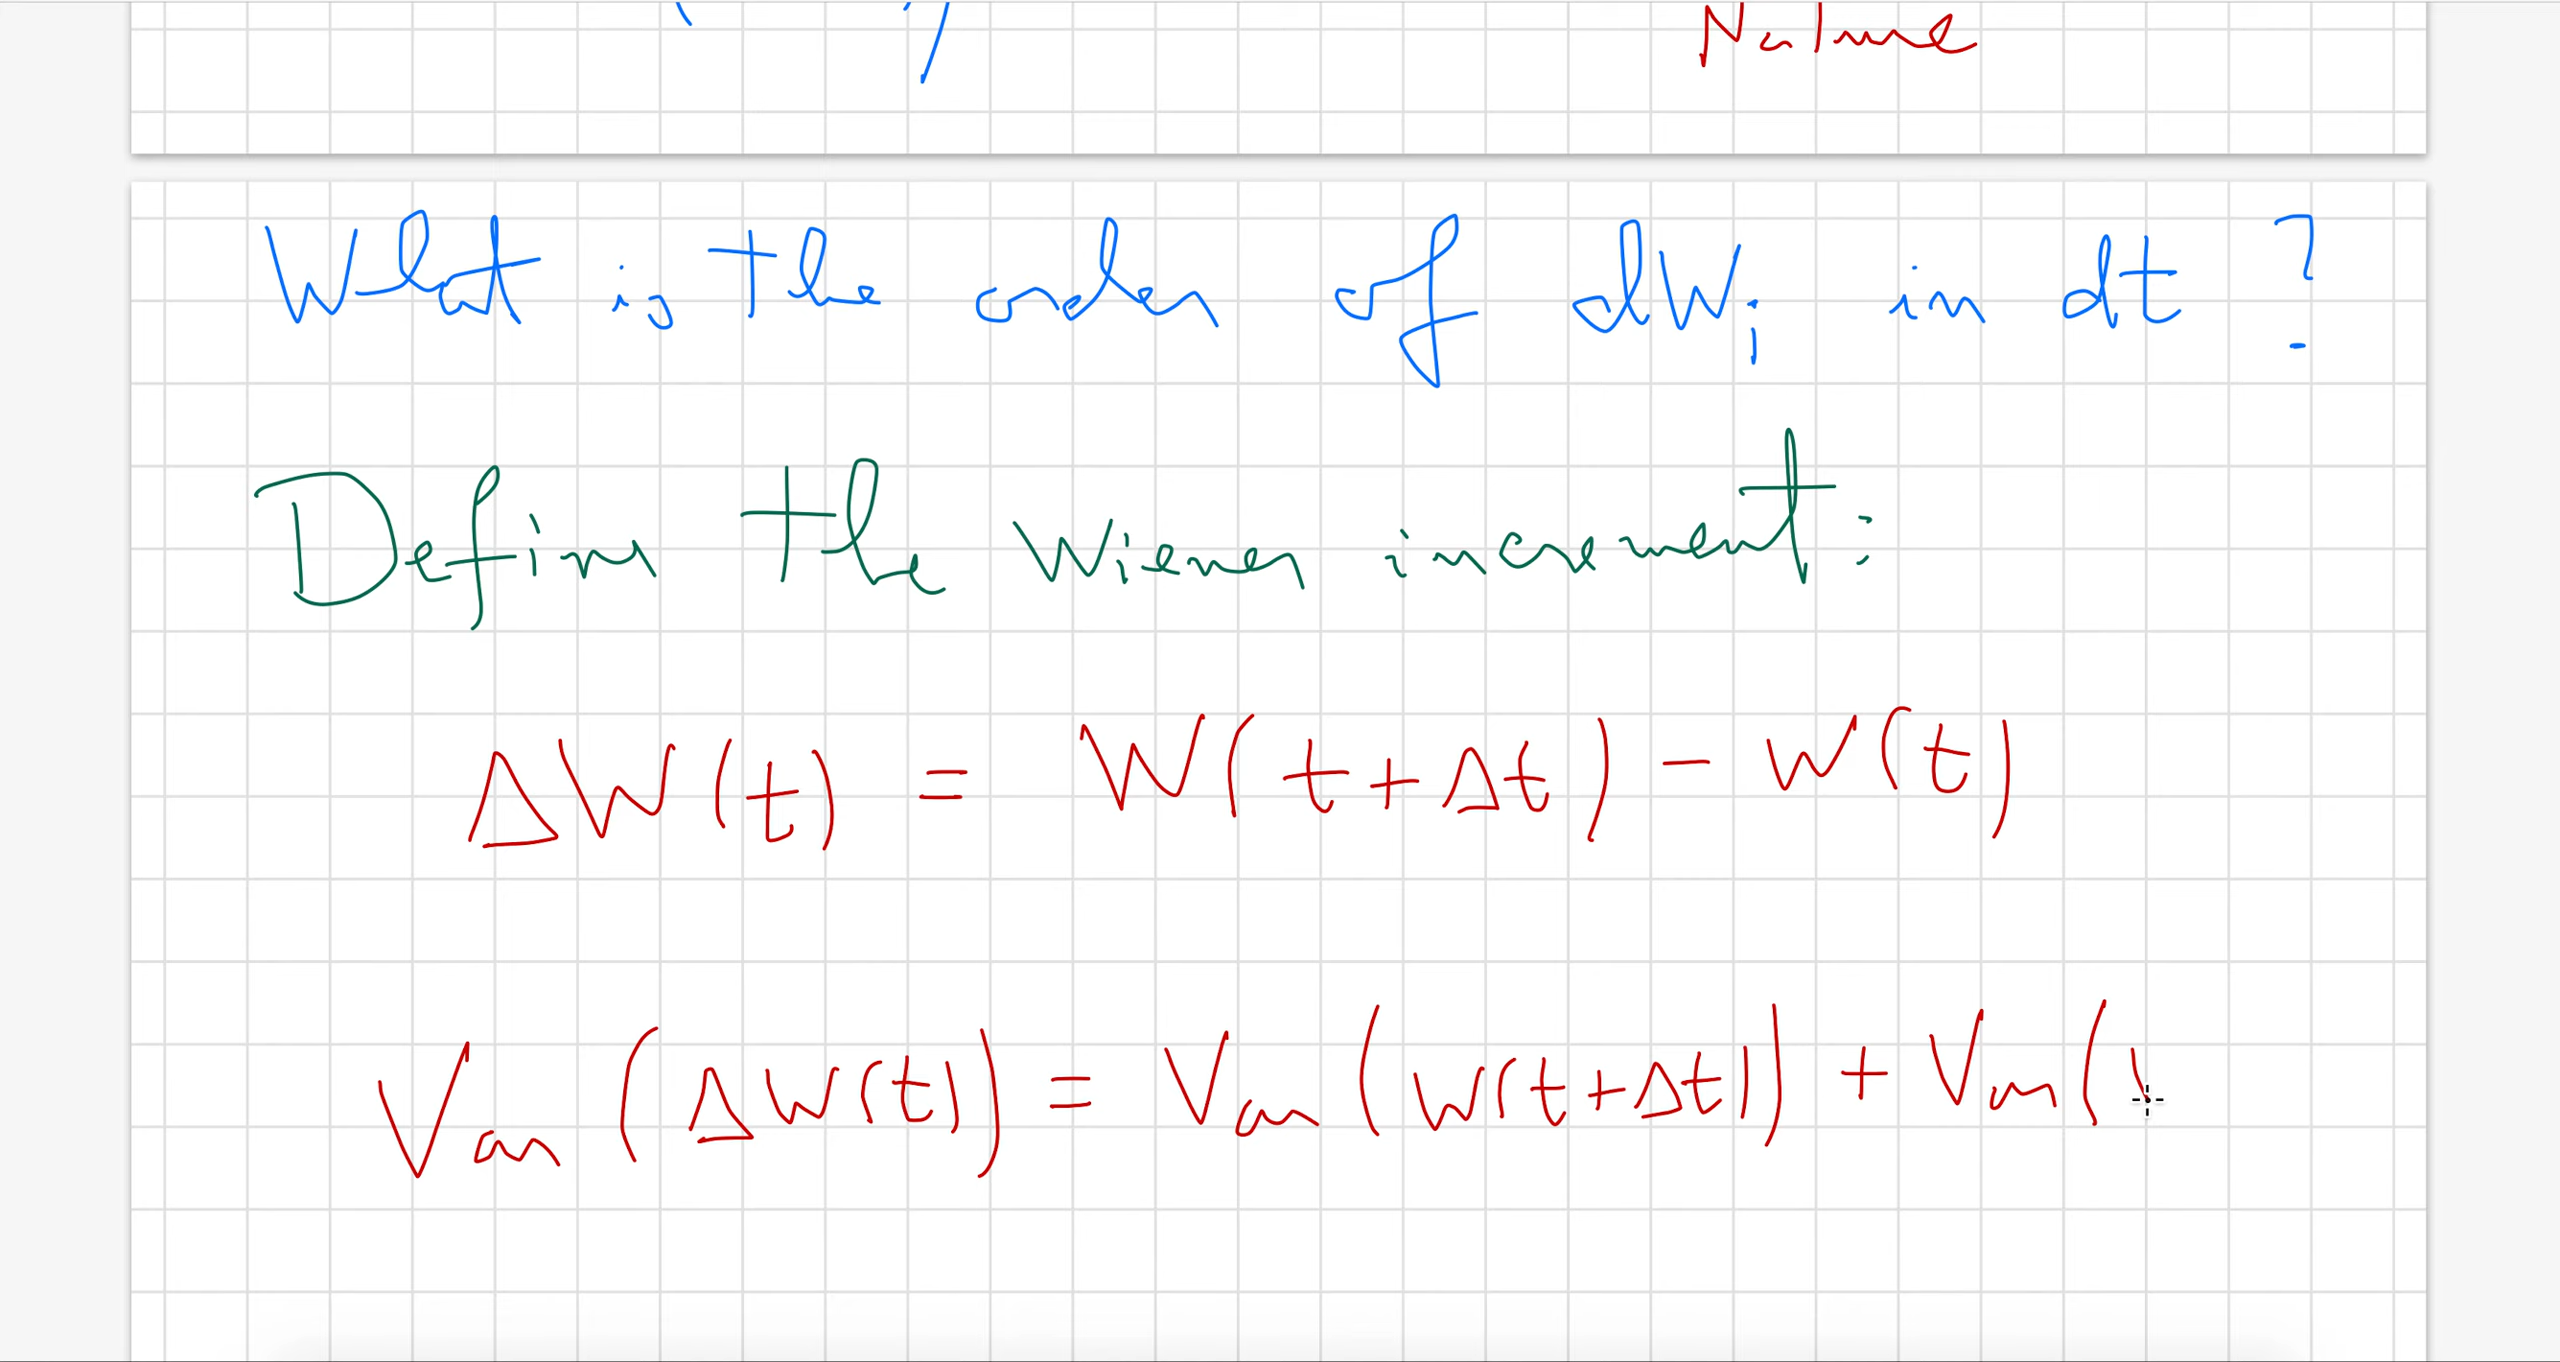 Nature
What is the order of dWi in dt ?
Define the Wiener increment:
ΔW(t) = W(t+Δt) - W(t)
Var(ΔW(t)) = Var(W(t+Δt)) + Var(